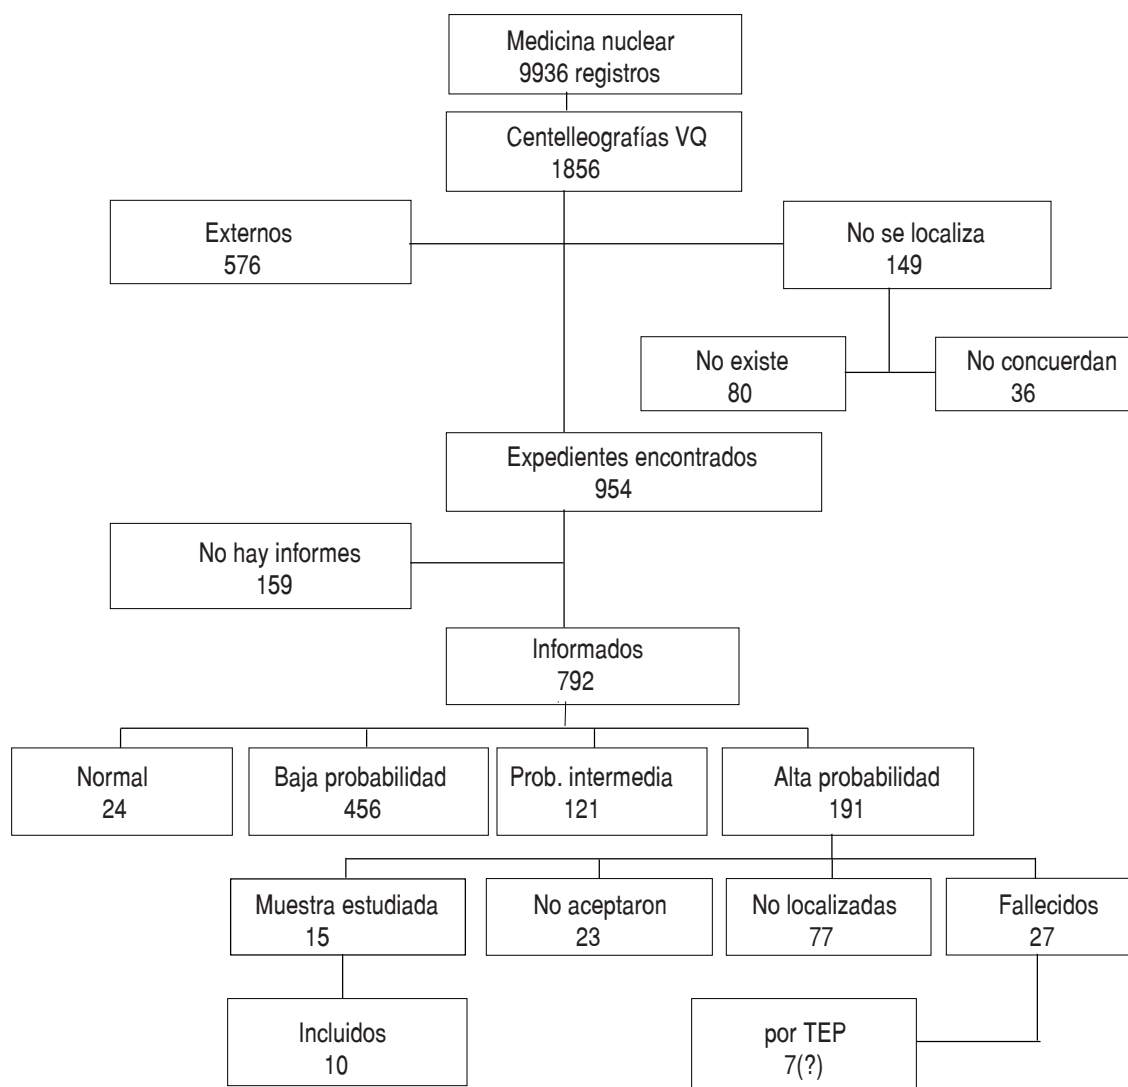 Medicina nuclear
9936 registros
Centelleografías VQ
1856
Externos
576
No se localiza
149
No existe
80
No concuerdan
36
Expedientes encontrados
954
No hay informes
159
Informados
792
Normal
24
Baja probabilidad
456
Prob. intermedia
121
Alta probabilidad
191
Muestra estudiada
15
No aceptaron
23
No localizadas
77
Fallecidos
27
Incluidos
10
por TEP
7(?)